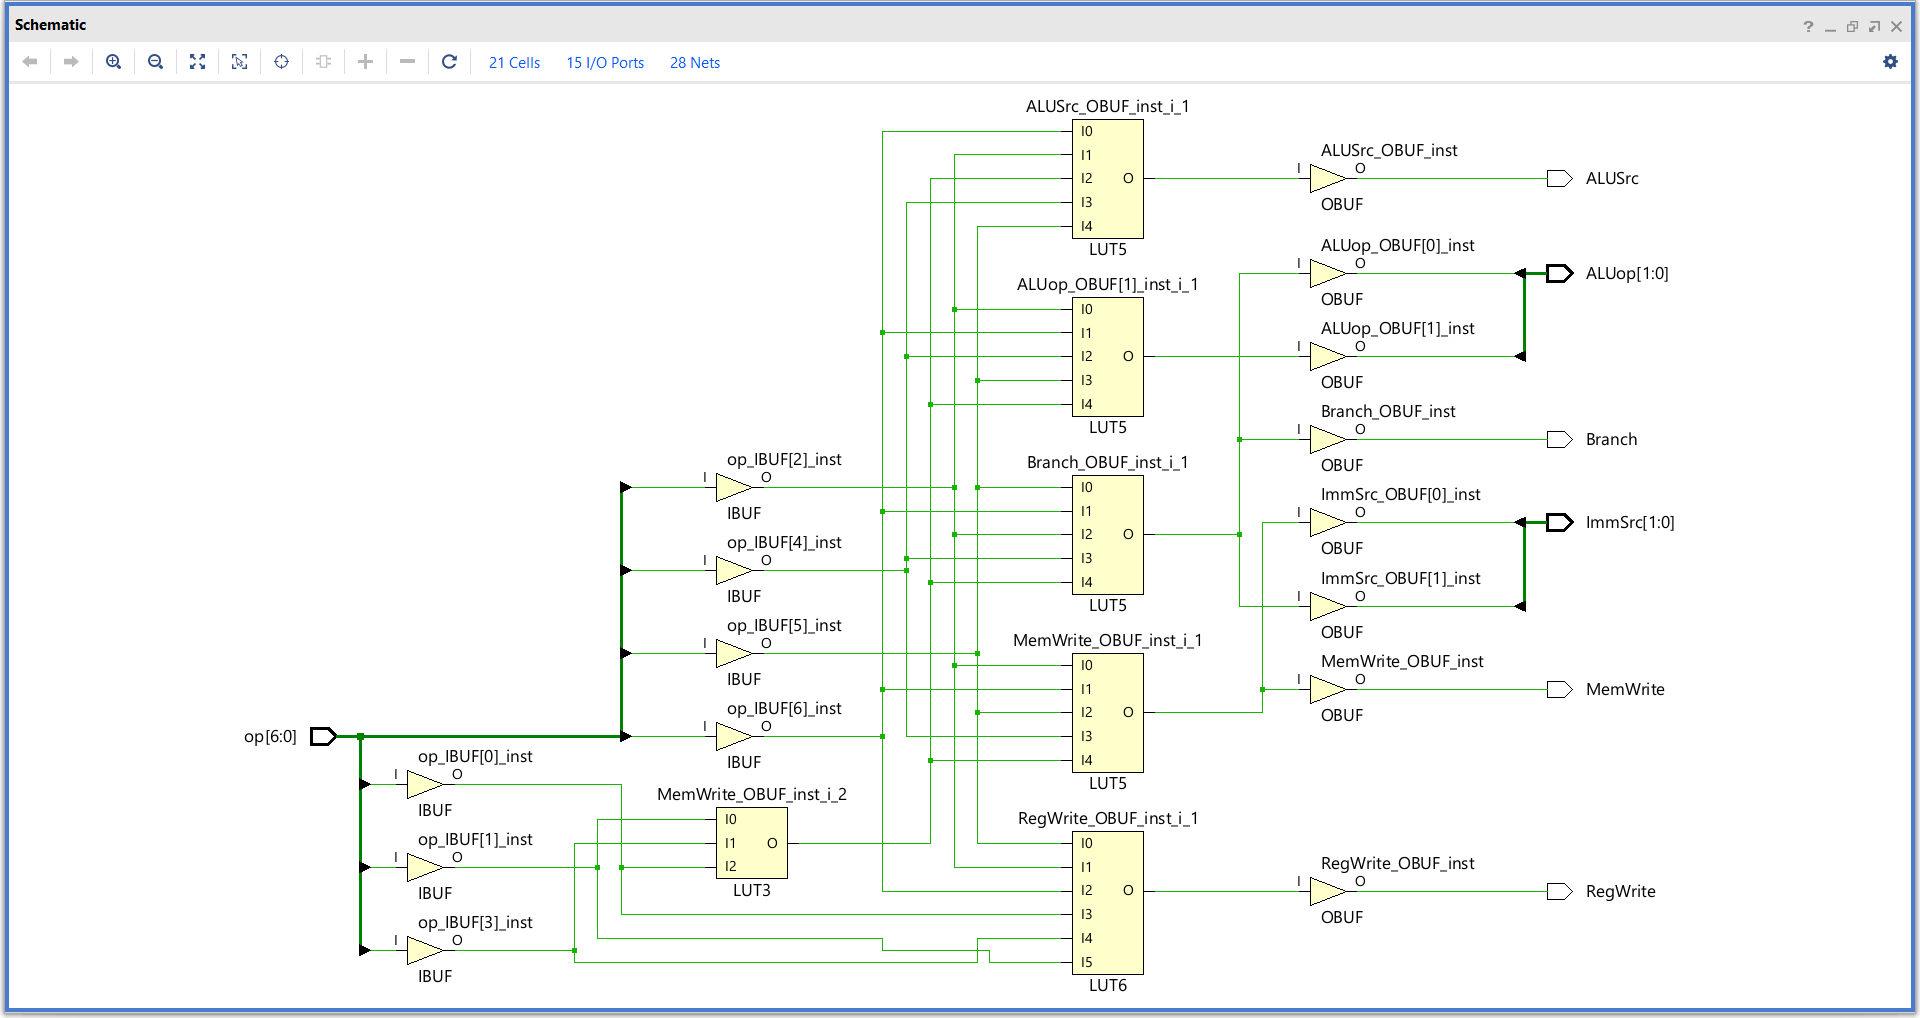 Schematic
?
21 Cells 15 I/O Ports 28 Nets
ALUSrc_OBUF_inst_i_1
I0
I1
I2 O
I3
I4
LUT5
ALUSrc_OBUF_inst
I O
OBUF
ALUSrc
ALUop_OBUF[1]_inst_i_1
I0
I1
I2 O
I3
I4
LUT5
ALUop_OBUF[0]_inst
I O
OBUF
ALUop[1:0]
ALUop_OBUF[1]_inst
I O
OBUF
Branch_OBUF_inst
I O
OBUF
Branch
op_IBUF[2]_inst
I O
IBUF
op_IBUF[4]_inst
I O
IBUF
op_IBUF[5]_inst
I O
IBUF
op_IBUF[6]_inst
I O
IBUF
Branch_OBUF_inst_i_1
I0
I1
I2 O
I3
I4
LUT5
ImmSrc_OBUF[0]_inst
I O
OBUF
ImmSrc[1:0]
ImmSrc_OBUF[1]_inst
I O
OBUF
MemWrite_OBUF_inst_i_1
I0
I1
I2 O
I3
I4
LUT5
MemWrite_OBUF_inst
I O
OBUF
MemWrite
op[6:0]
op_IBUF[0]_inst
I O
IBUF
op_IBUF[1]_inst
I O
IBUF
op_IBUF[3]_inst
I O
IBUF
MemWrite_OBUF_inst_i_2
I0
I1 O
I2
LUT3
RegWrite_OBUF_inst_i_1
I0
I1
I2 O
I3
I4
I5
LUT6
RegWrite_OBUF_inst
I O
OBUF
RegWrite